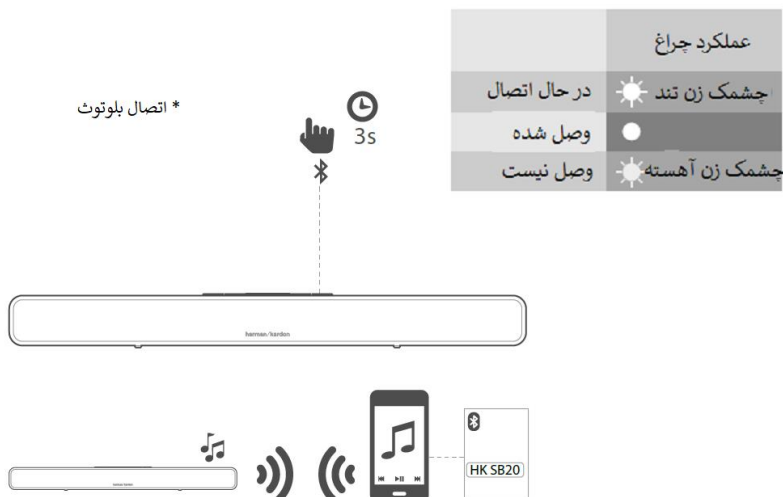 عملکرد چراغ
چشمک زن تند در حال اتصال
وصل شده
چشمک زن آهسته وصل نیست
* اتصال بلوتوث
3s
harman/kardon
HK SB20